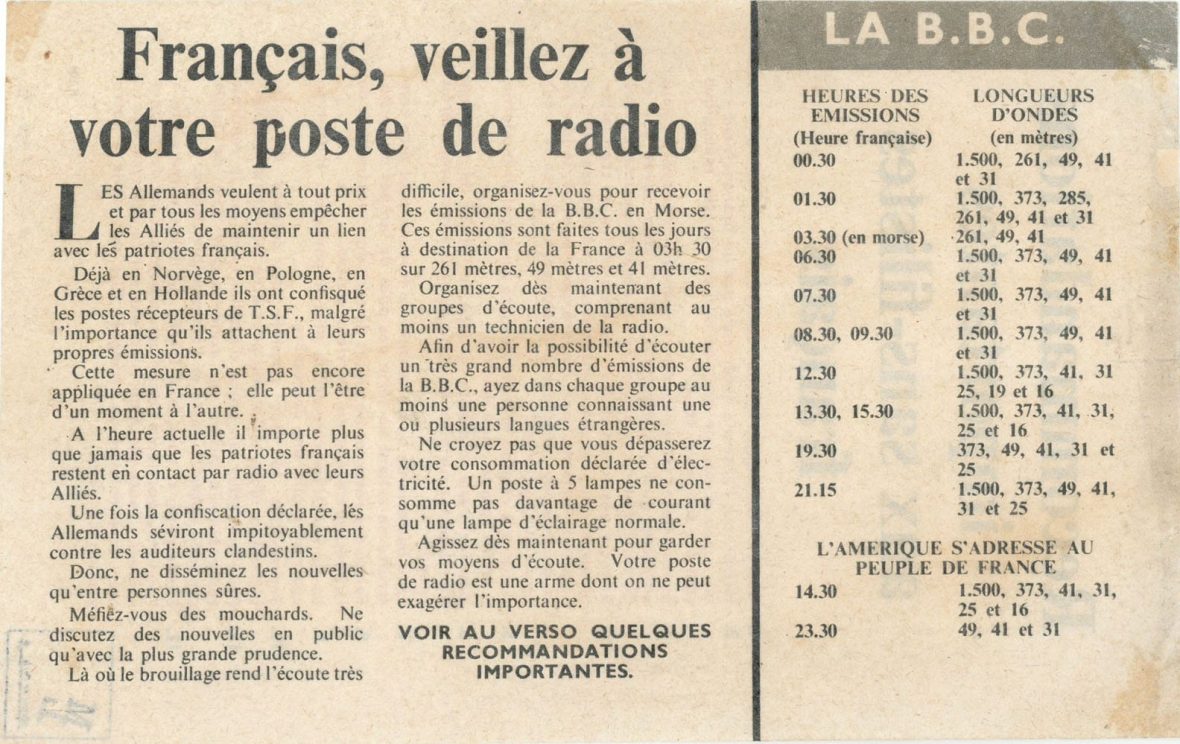 Français, veillez à
votre poste de radio
LES Allemands veulent à tout prix
et par tous les moyens empêcher
les Alliés de maintenir un lien
avec les patriotes français.
Déjà en Norvège, en Pologne, en
Grèce et en Hollande ils ont confisqué
les postes récepteurs de T.S.F., malgré
l'importance qu'ils attachent à leurs
propres émissions.
Cette mesure n'est pas encore
appliquée en France ; elle peut l'être
d'un moment à l'autre.
A l'heure actuelle il importe plus
que jamais que les patriotes français
restent en contact par radio avec leurs
Alliés.
Une fois la confiscation déclarée, lés
Allemands séviront impitoyablement
contre les auditeurs clandestins.
Donc, ne disséminez les nouvelles
qu'entre personnes sûres.
Méfiez-vous des mouchards. Ne
discutez des nouvelles en public
qu'avec la plus grande prudence.
Là où le brouillage rend l'écoute très
difficile, organisez-vous pour recevoir
les émissions de la B.B.C. en Morse.
Ces émissions sont faites tous les jours
à destination de la France à 03h 30
sur 261 mètres, 49 mètres et 41 mètres.
Organisez dès maintenant des
groupes d'écoute, comprenant au
moins un technicien de la radio.
Afin d'avoir la possibilité d'écouter
un très grand nombre d'émissions de
la B.B.C., ayez dans chaque groupe au
moins une personne connaissant une
ou plusieurs langues étrangères.
Ne croyez pas que vous dépasserez
votre consommation déclarée d'élec-
tricité. Un poste à 5 lampes ne con-
somme pas davantage de courant
qu'une lampe d'éclairage normale.
Agissez dès maintenant pour garder
vos moyens d'écoute. Votre poste
de radio est une arme dont on ne peut
exagérer l'importance.
VOIR AU VERSO QUELQUES
RECOMMANDATIONS
IMPORTANTES.
LA B.B.C.
HEURES DES LONGUEURS
EMISSIONS D'ONDES
(Heure française) (en mètres)
00.30 1.500, 261, 49, 41
et 31
01.30 1.500, 373, 285,
261, 49, 41 et 31
03.30 (en morse) 261, 49, 41
06.30 1.500, 373, 49, 41
et 31
07.30 1.500, 373, 49, 41
et 31
08.30, 09.30 1.500, 373, 49, 41
et 31
12.30 1.500, 373, 41, 31
25, 19 et 16
13.30, 15.30 1.500, 373, 41, 31,
25 et 16
19.30 373, 49, 41, 31 et
25
21.15 1.500, 373, 49, 41,
31 et 25
L'AMERIQUE S'ADRESSE AU
PEUPLE DE FRANCE
14.30 1.500, 373, 41, 31,
25 et 16
23.30 49, 41 et 31